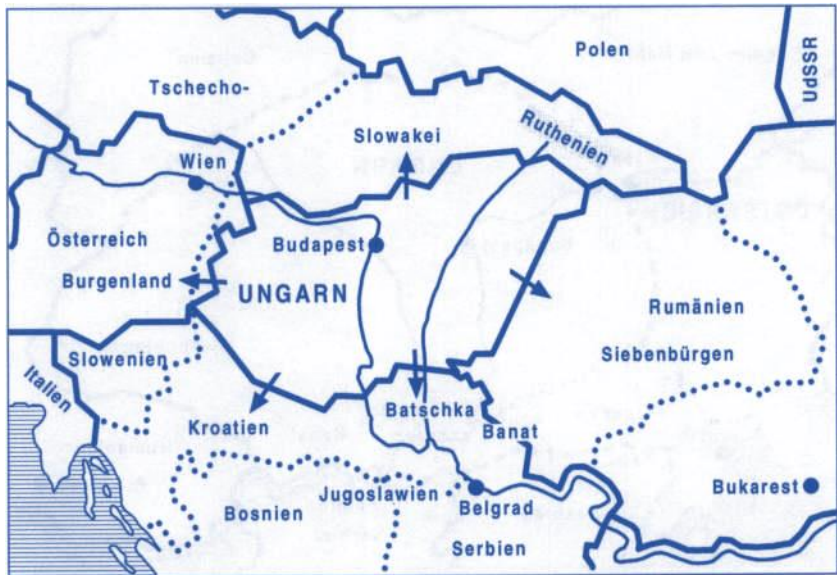 Polen
UdSSR
Tschecho-
Slowakei
Ruthenien
Wien
Österreich
Budapest
Burgenland
UNGARN
Rumänien
Slowenien
Siebenbürgen
Italien
Batschka
Kroatien
Banat
Jugoslawien
Bukarest
Bosnien
Belgrad
Serbien